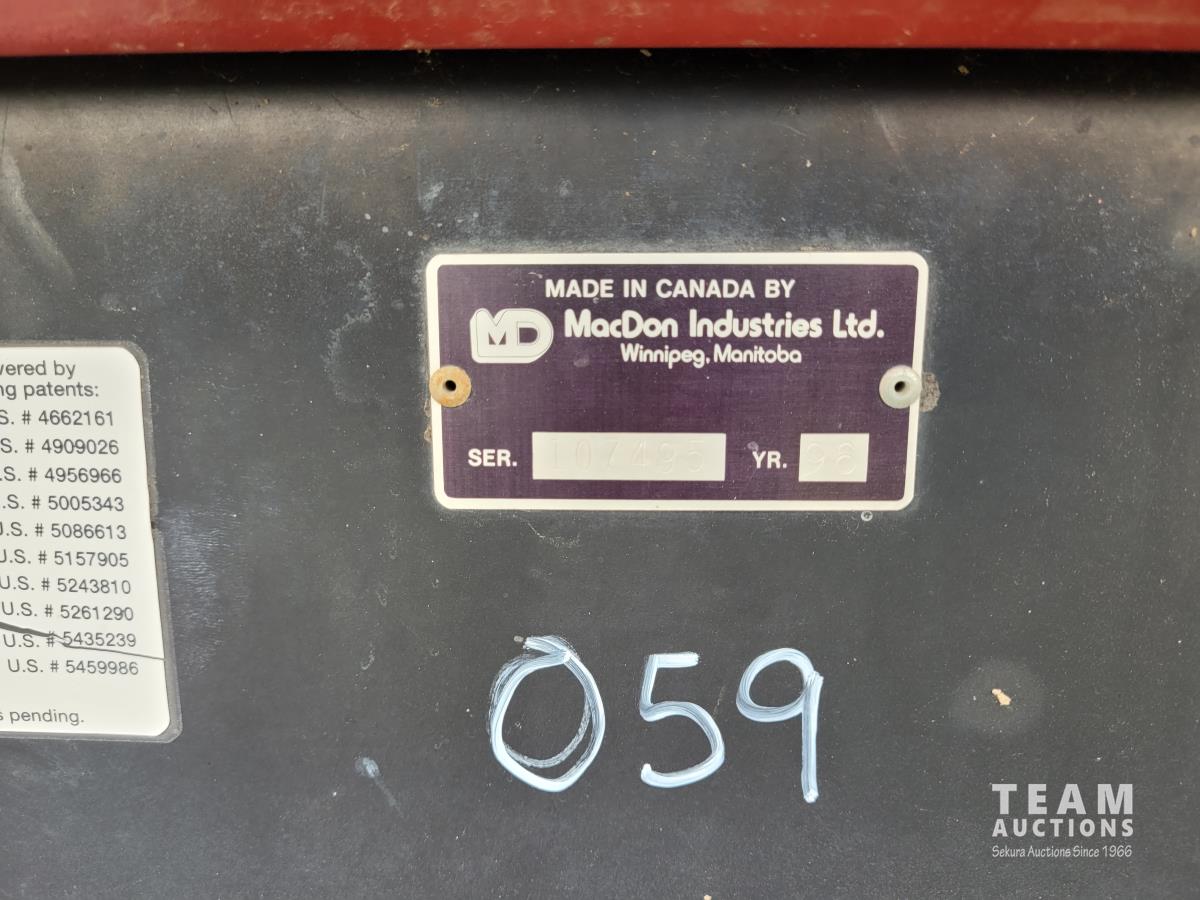 MADE IN CANADA BY
MD MacDon Industries Ltd.
Winnipeg, Manitoba
SER. 107495 YR. 98
vered by
ng patents:
S. # 4662161
S. # 4909026
.S. # 4956966
.S. # 5005343
J.S. # 5086613
U.S. # 5157905
U.S. # 5243810
U.S. # 5261290
U.S. # 5435239
U.S. # 5459986
s pending.
059
TEAM
AUCTIONS
Sekura Auctions Since 1966